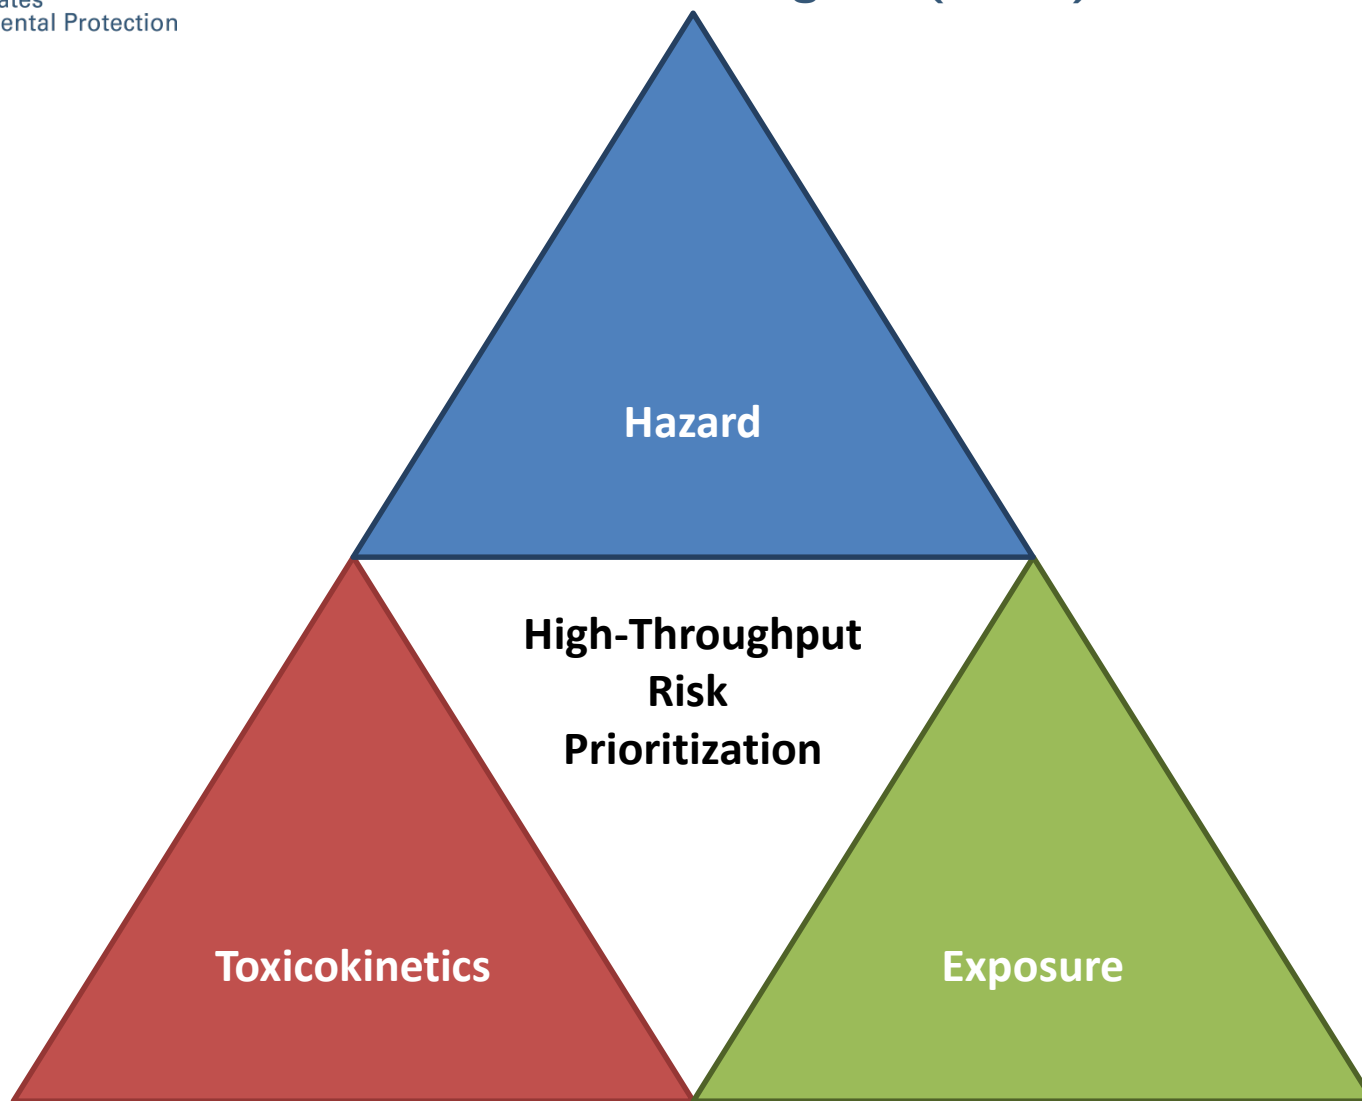 ental Protection
Hazard
High-Throughput
Risk
Prioritization
Toxicokinetics
Exposure